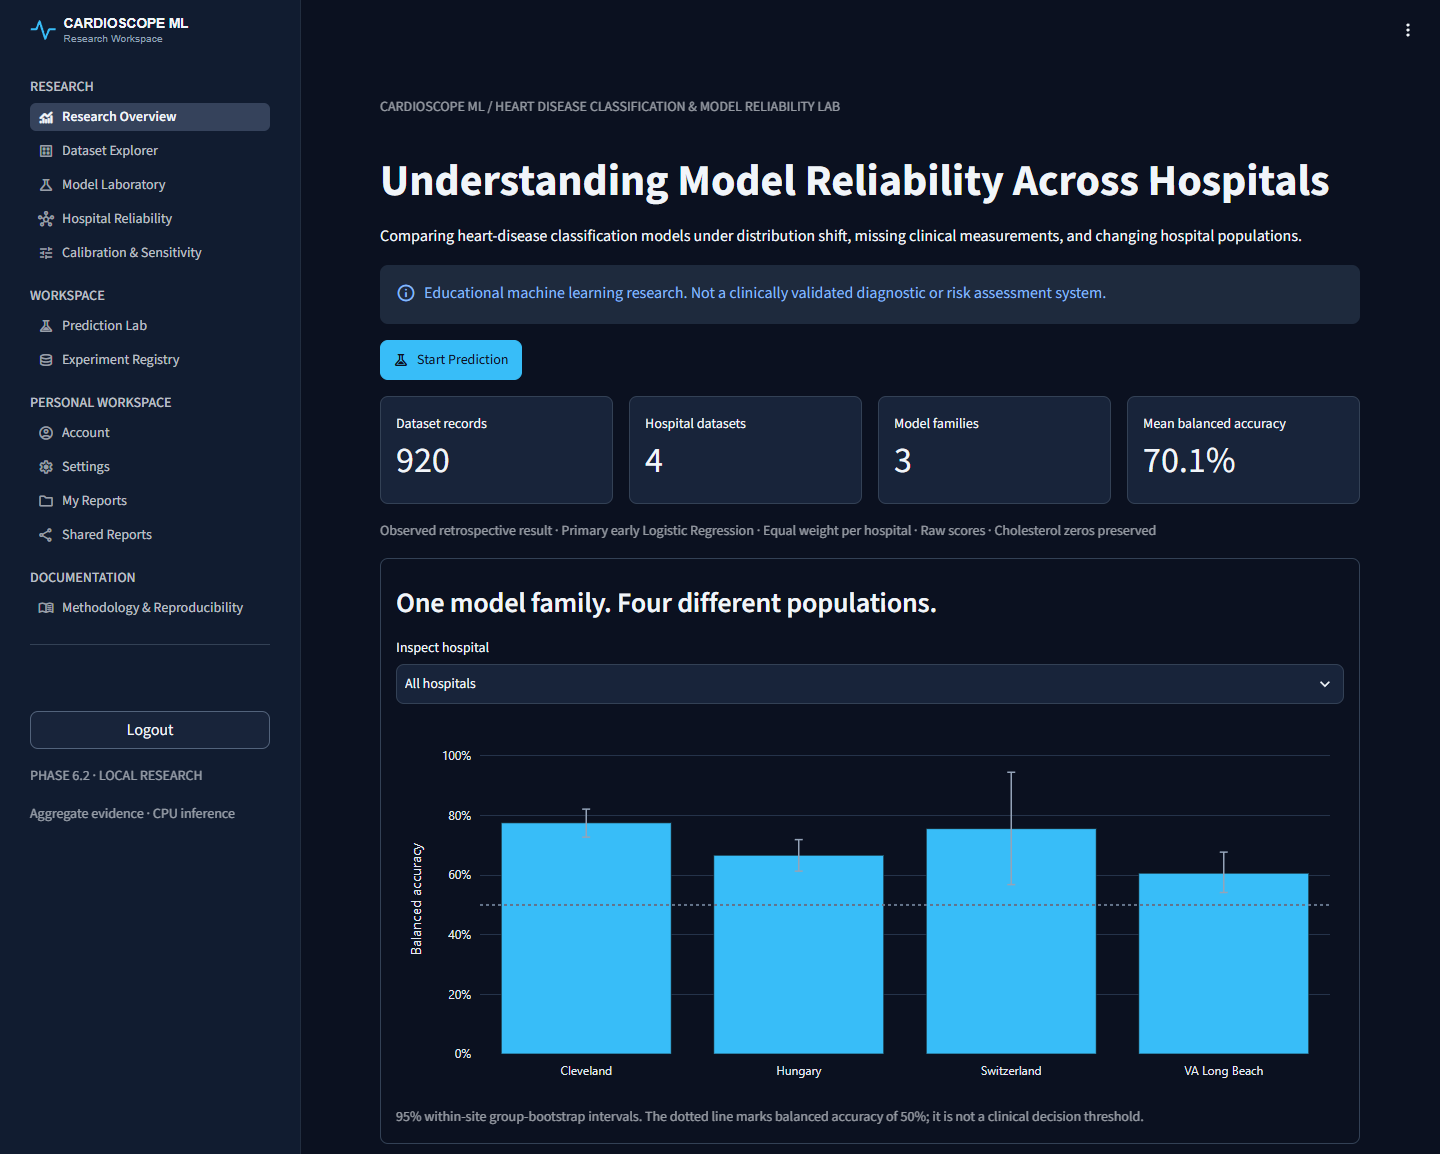 CARDIOSCOPE ML
Research Workspace
RESEARCH
Research Overview
Dataset Explorer
Model Laboratory
Hospital Reliability
Calibration & Sensitivity
WORKSPACE
Prediction Lab
Experiment Registry
PERSONAL WORKSPACE
Account
Settings
My Reports
Shared Reports
DOCUMENTATION
Methodology & Reproducibility
Logout
PHASE 6.2 · LOCAL RESEARCH
Aggregate evidence · CPU inference
CARDIOSCOPE ML / HEART DISEASE CLASSIFICATION & MODEL RELIABILITY LAB
Understanding Model Reliability Across Hospitals
Comparing heart-disease classification models under distribution shift, missing clinical measurements, and changing hospital populations.
Educational machine learning research. Not a clinically validated diagnostic or risk assessment system.
Start Prediction
Dataset records
920
Hospital datasets
4
Model families
3
Mean balanced accuracy
70.1%
Observed retrospective result · Primary early Logistic Regression · Equal weight per hospital · Raw scores · Cholesterol zeros preserved
One model family. Four different populations.
Inspect hospital
All hospitals
Balanced accuracy
100%
80%
60%
40%
20%
0%
Cleveland
Hungary
Switzerland
VA Long Beach
95% within-site group-bootstrap intervals. The dotted line marks balanced accuracy of 50%; it is not a clinical decision threshold.